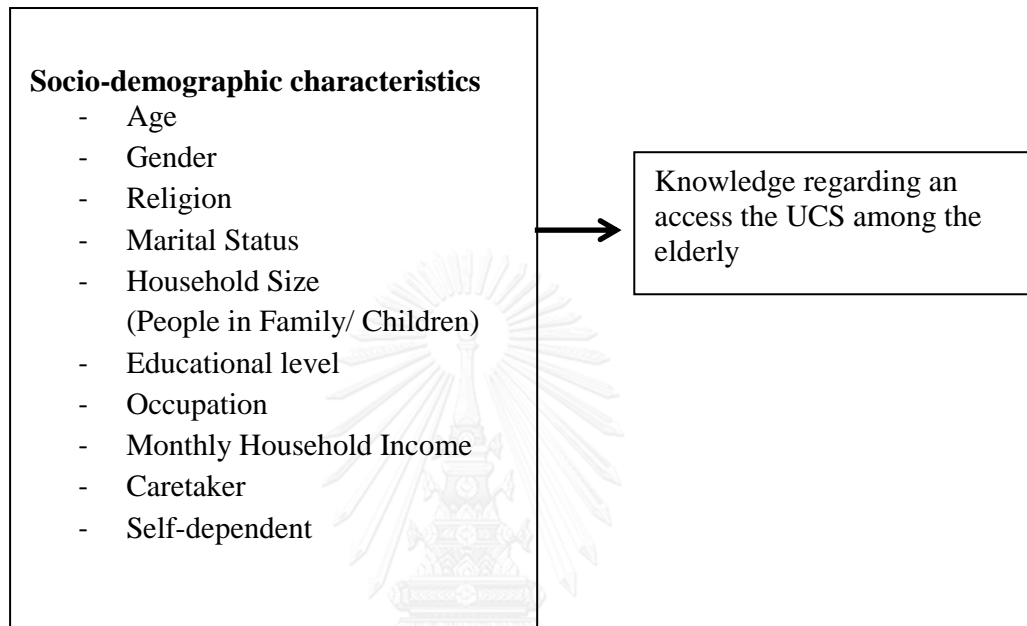 Socio-demographic characteristics
- Age
- Gender
- Religion
- Marital Status
- Household Size
(People in Family/ Children)
- Educational level
- Occupation
- Monthly Household Income
- Caretaker
- Self-dependent
Knowledge regarding an
access the UCS among the
elderly